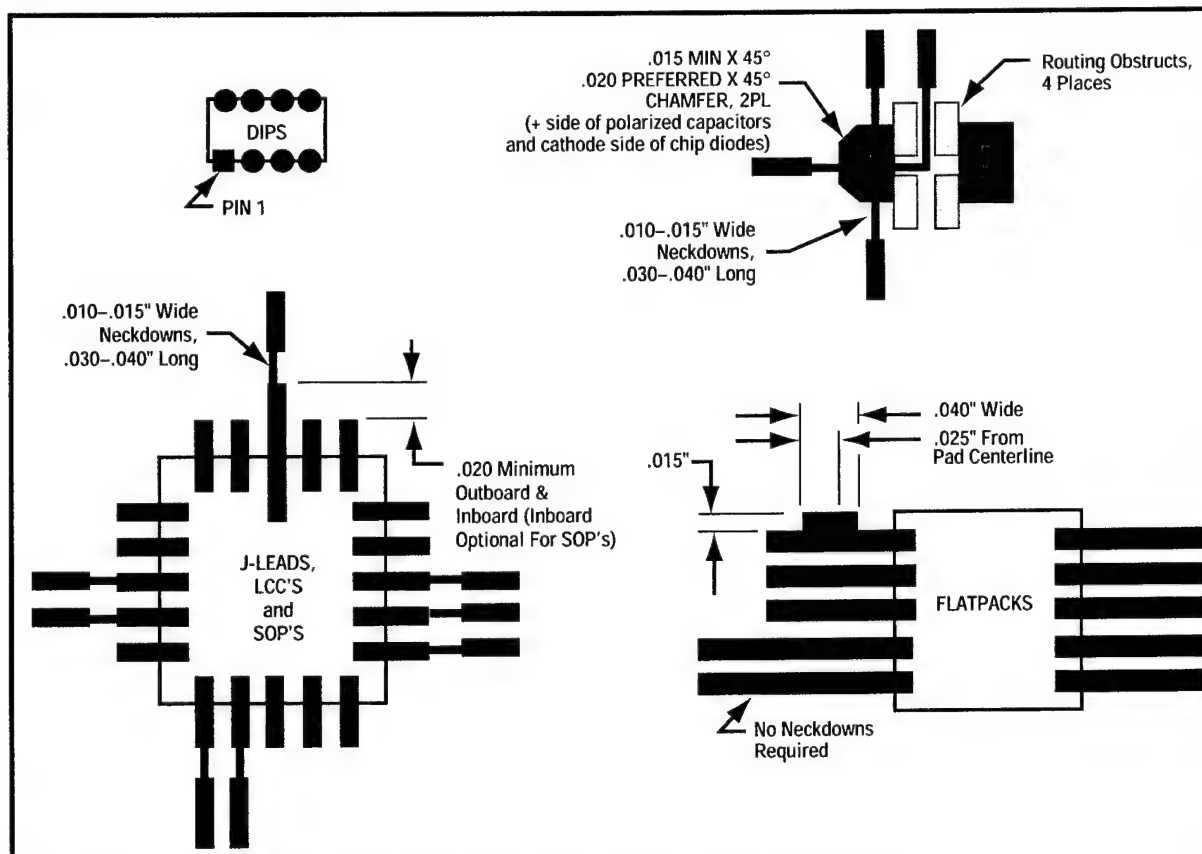 DIPS
PIN 1
.015 MIN X 45°
.020 PREFERRED X 45°
CHAMFER, 2PL
(+ side of polarized capacitors
and cathode side of chip diodes)
Routing Obstructs,
4 Places
.010–.015" Wide
Neckdowns,
.030–.040" Long
.010–.015" Wide
Neckdowns,
.030–.040" Long
.020 Minimum
Outboard &
Inboard (Inboard
Optional For SOP's)
J-LEADS,
LCC'S
and
SOP'S
.040" Wide
.025" From
Pad Centerline
.015"
FLATPACKS
No Neckdowns
Required